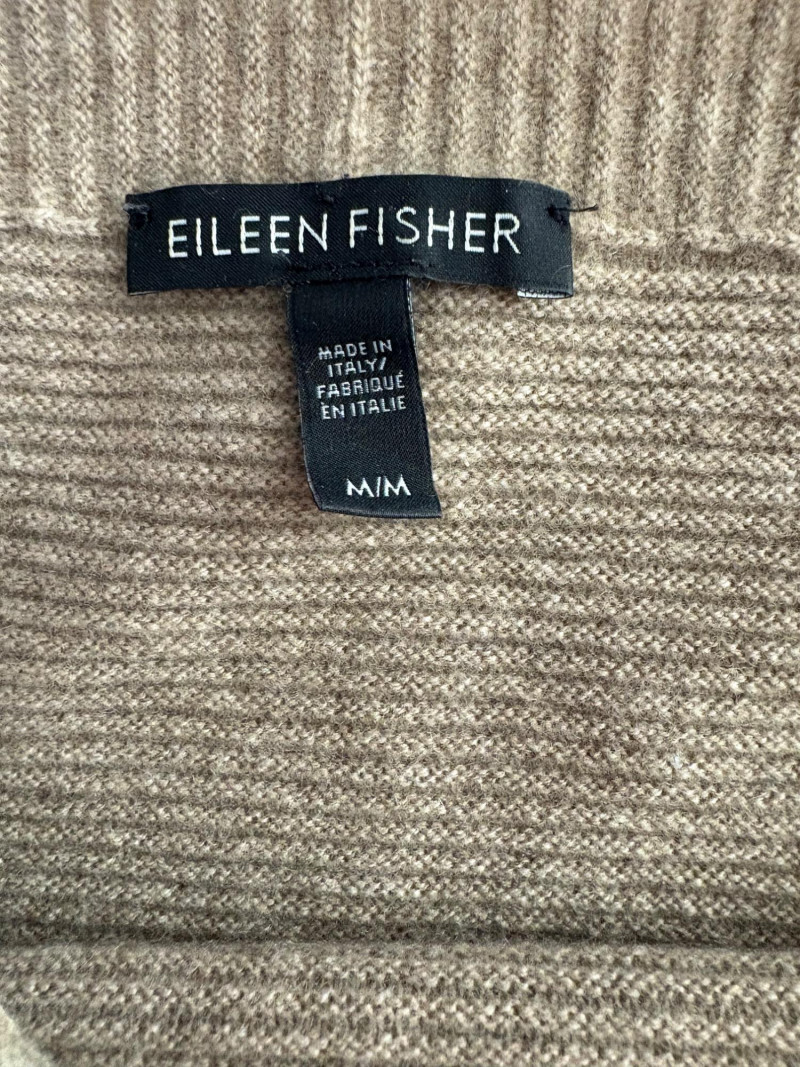 EILEEN FISHER
MADE IN
ITALY/
FABRIQUÉ
EN ITALIE
M/M